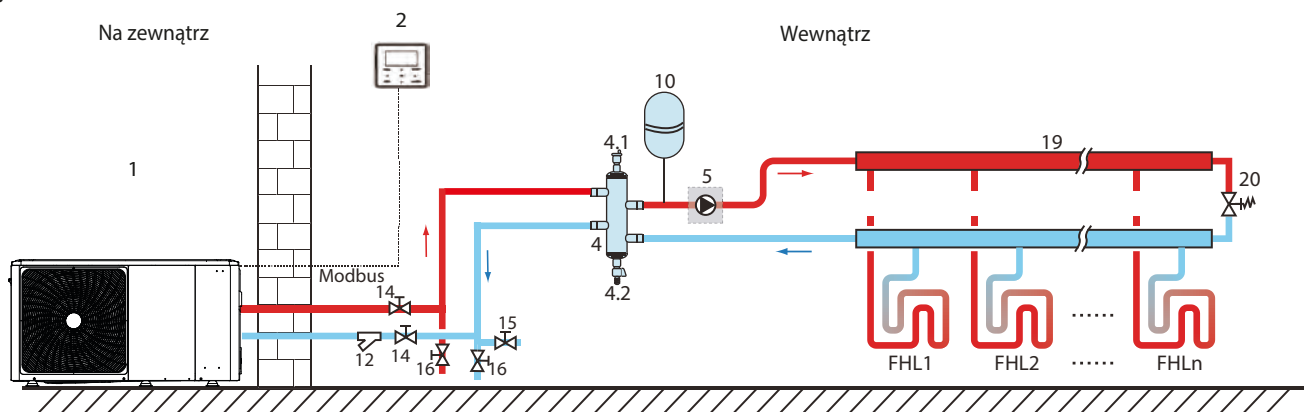 2
Na zewnątrz
Wewnątrz
10
4.1
19
1
5
20
4
Modbus
14
4.2
15
12
14
16
16
FHL1
FHL2
......
......
FHLn